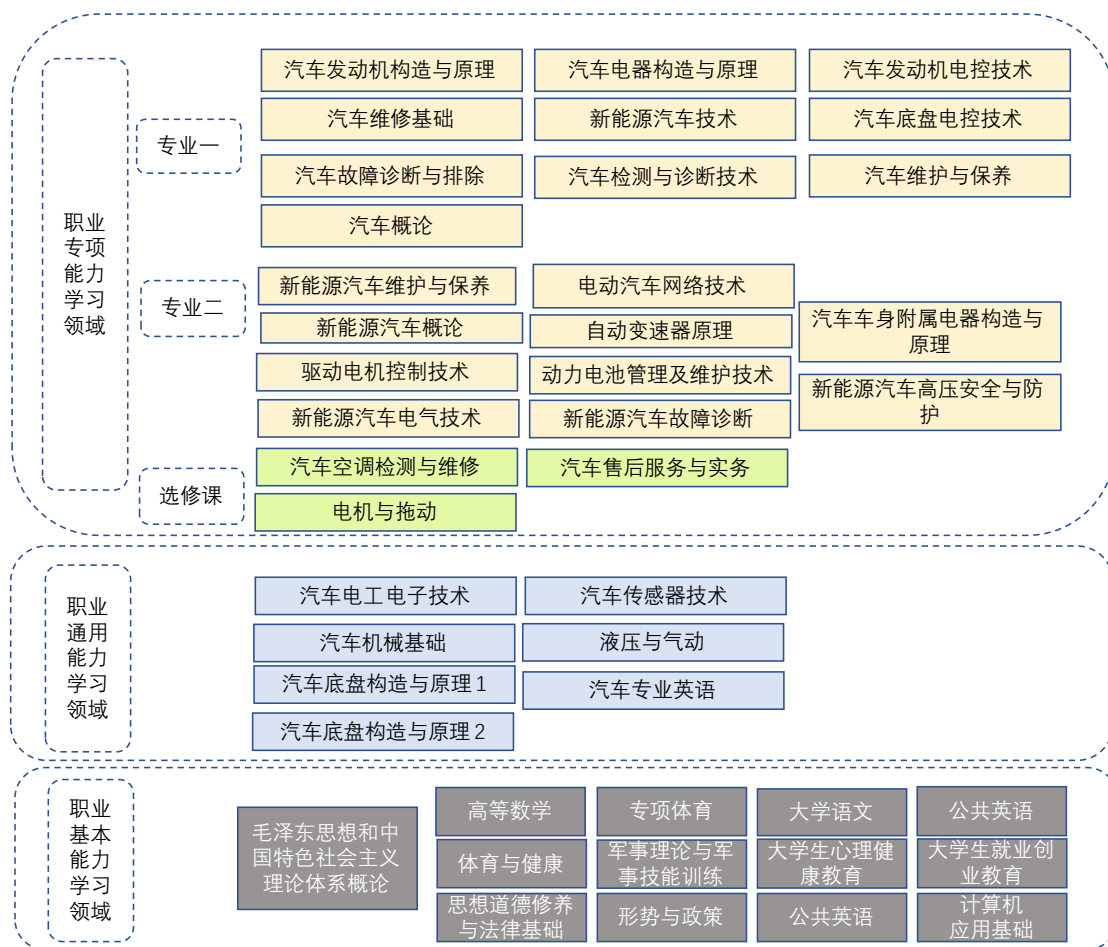 职业
专项
能力
学习
领域
专业一
汽车发动机构造与原理
汽车电器构造与原理
汽车发动机电控技术
汽车维修基础
新能源汽车技术
汽车底盘电控技术
汽车故障诊断与排除
汽车检测与诊断技术
汽车维护与保养
汽车概论
专业二
新能源汽车维护与保养
电动汽车网络技术
新能源汽车概论
自动变速器原理
汽车车身附属电器构造与
原理
驱动电机控制技术
动力电池管理及维护技术
新能源汽车高压安全与防
护
新能源汽车电气技术
新能源汽车故障诊断
选修课
汽车空调检测与维修
汽车售后服务与实务
电机与拖动
职业
通用
能力
学习
领域
汽车电工电子技术
汽车传感器技术
汽车机械基础
液压与气动
汽车底盘构造与原理1
汽车专业英语
汽车底盘构造与原理2
职业
基本
能力
学习
领域
毛泽东思想和中
国特色社会主义
理论体系概论
高等数学
专项体育
大学语文
公共英语
体育与健康
军事理论与军
事技能训练
大学生心理健
康教育
大学生就业创
业教育
思想道德修养
与法律基础
形势与政策
公共英语
计算机
应用基础